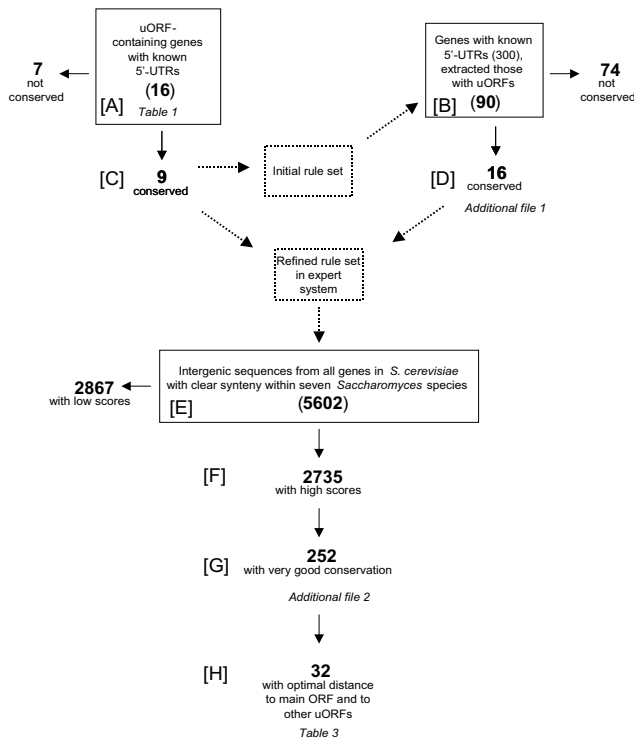 uORF-
containing genes
with known
5'-UTRs
(16)
[A]
Table 1
7
not
conserved
Genes with known
5'-UTRs (300),
extracted those
with uORFs
[B]
(90)
74
not
conserved
[C]
9
conserved
Initial rule set
[D]
16
conserved
Additional file 1
Refined rule set
in expert
system
Intergenic sequences from all genes in S. cerevisiae
with clear synteny within seven Saccharomyces species
(5602)
[E]
2867
with low scores
[F]
2735
with high scores
[G]
252
with very good conservation
Additional file 2
[H]
32
with optimal distance
to main ORF and to
other uORFs
Table 3